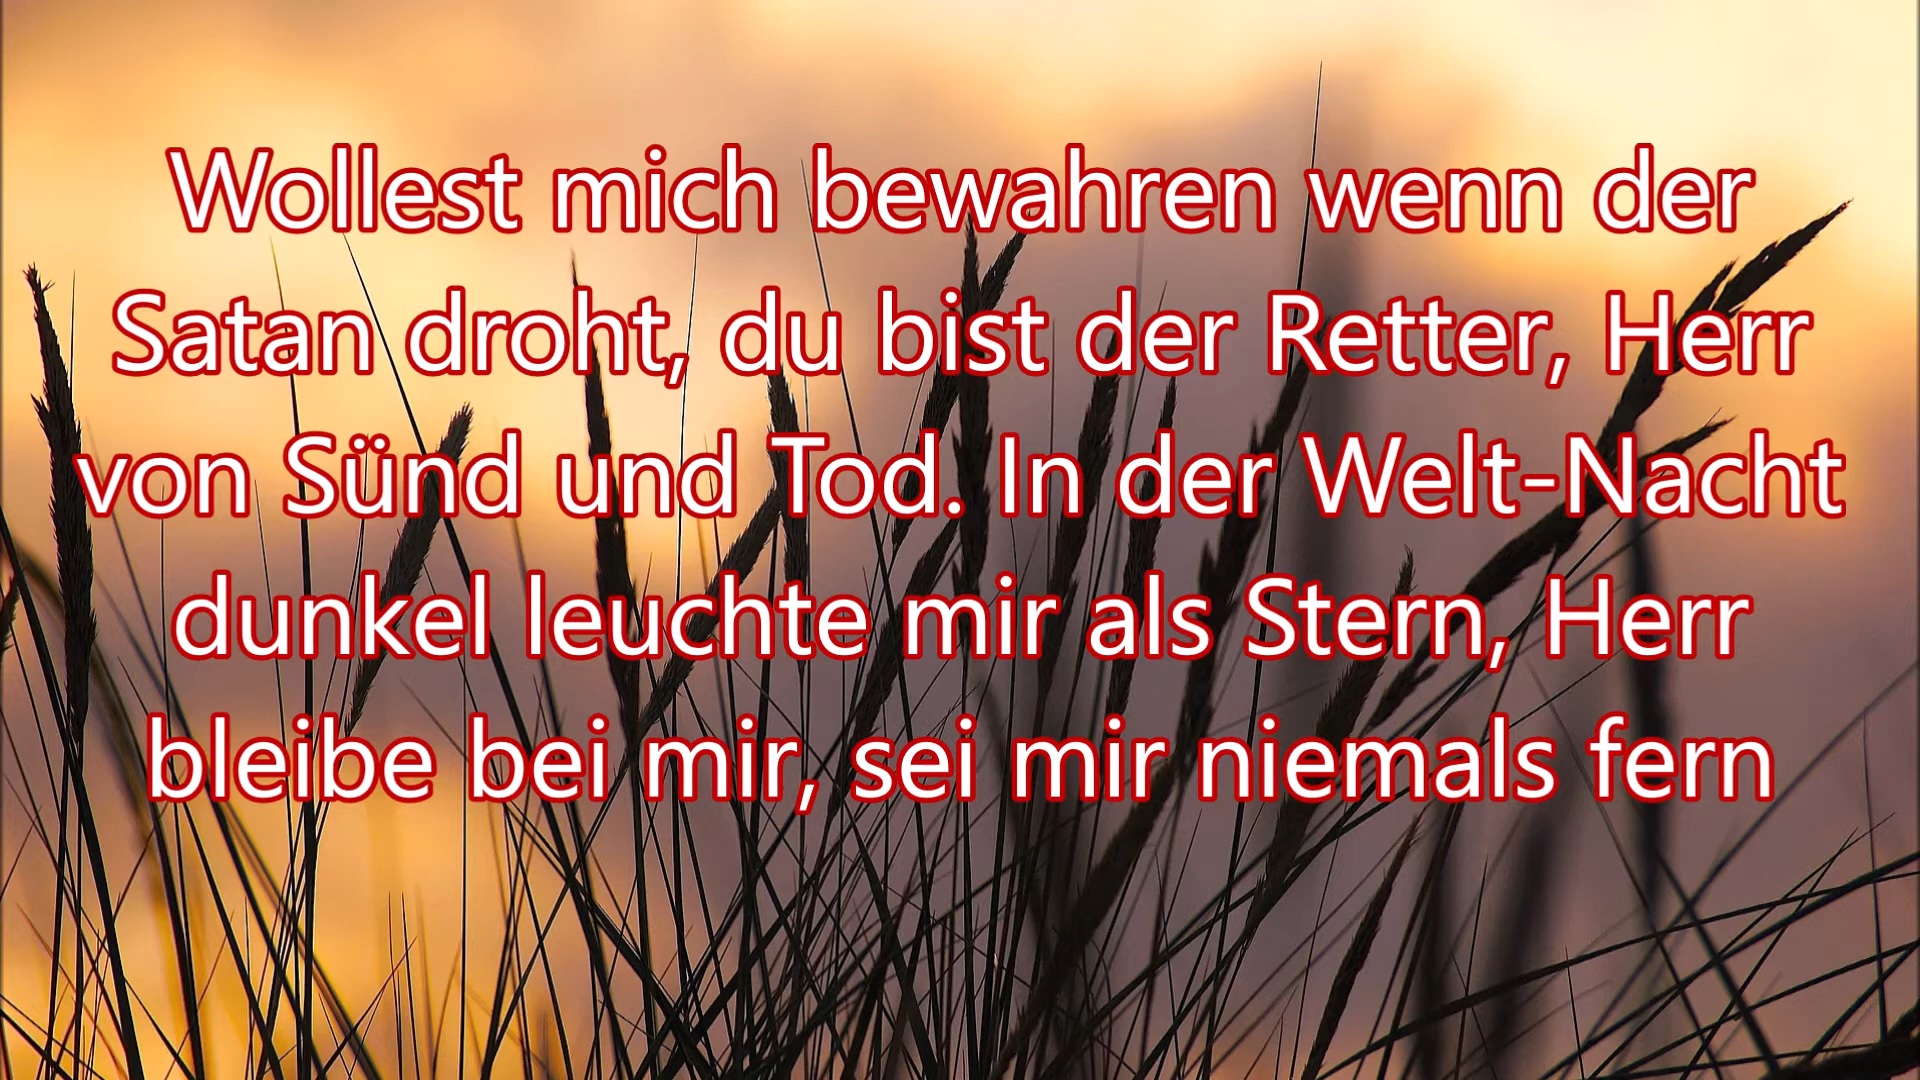 Wollest mich bewahren wenn der
Satan droht, du bist der Retter, Herr
von Sünd und Tod. In der Welt-Nacht
dunkel leuchte mir als Stern, Herr
bleibe bei mir, sei mir niemals fern